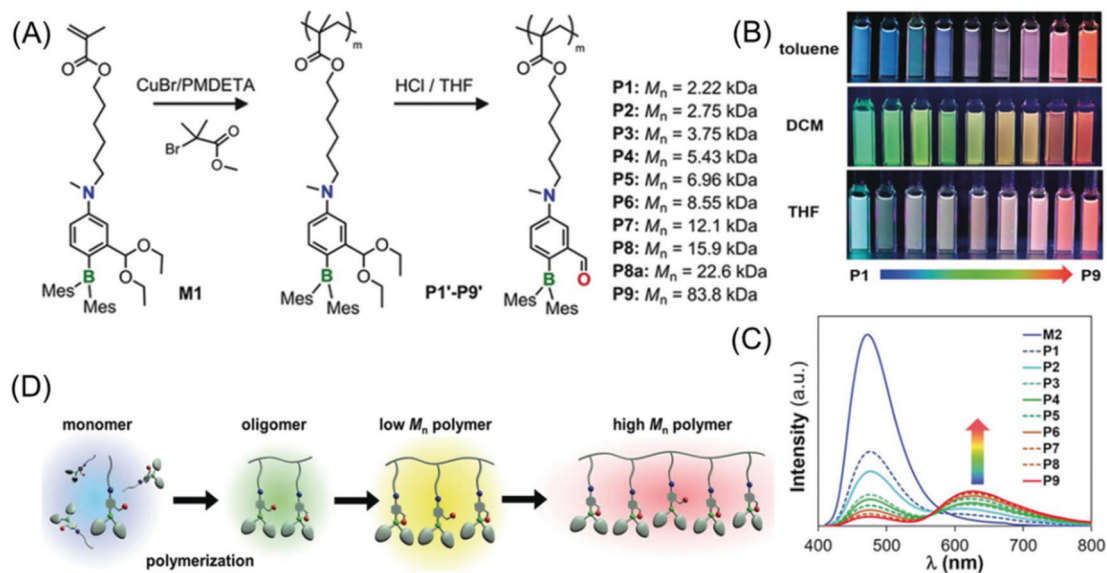 (A)
O
O
N
B
Mes
Mes
O
O
M1
CuBr/PMDETA
Br
O
O
m
O
O
N
B
Mes
Mes
O
O
P1'-P9'
HCl / THF
m
O
O
N
B
O
Mes
Mes
P1: Mn = 2.22 kDa
P2: Mn = 2.75 kDa
P3: Mn = 3.75 kDa
P4: Mn = 5.43 kDa
P5: Mn = 6.96 kDa
P6: Mn = 8.55 kDa
P7: Mn = 12.1 kDa
P8: Mn = 15.9 kDa
P8a: Mn = 22.6 kDa
P9: Mn = 83.8 kDa
(B)
toluene
DCM
THF
P1
P9
(C)
Intensity (a.u.)
M2
P1
P2
P3
P4
P5
P6
P7
P8
P9
400 500 600 700 800
λ (nm)
(D)
monomer
oligomer
low Mn polymer
high Mn polymer
polymerization